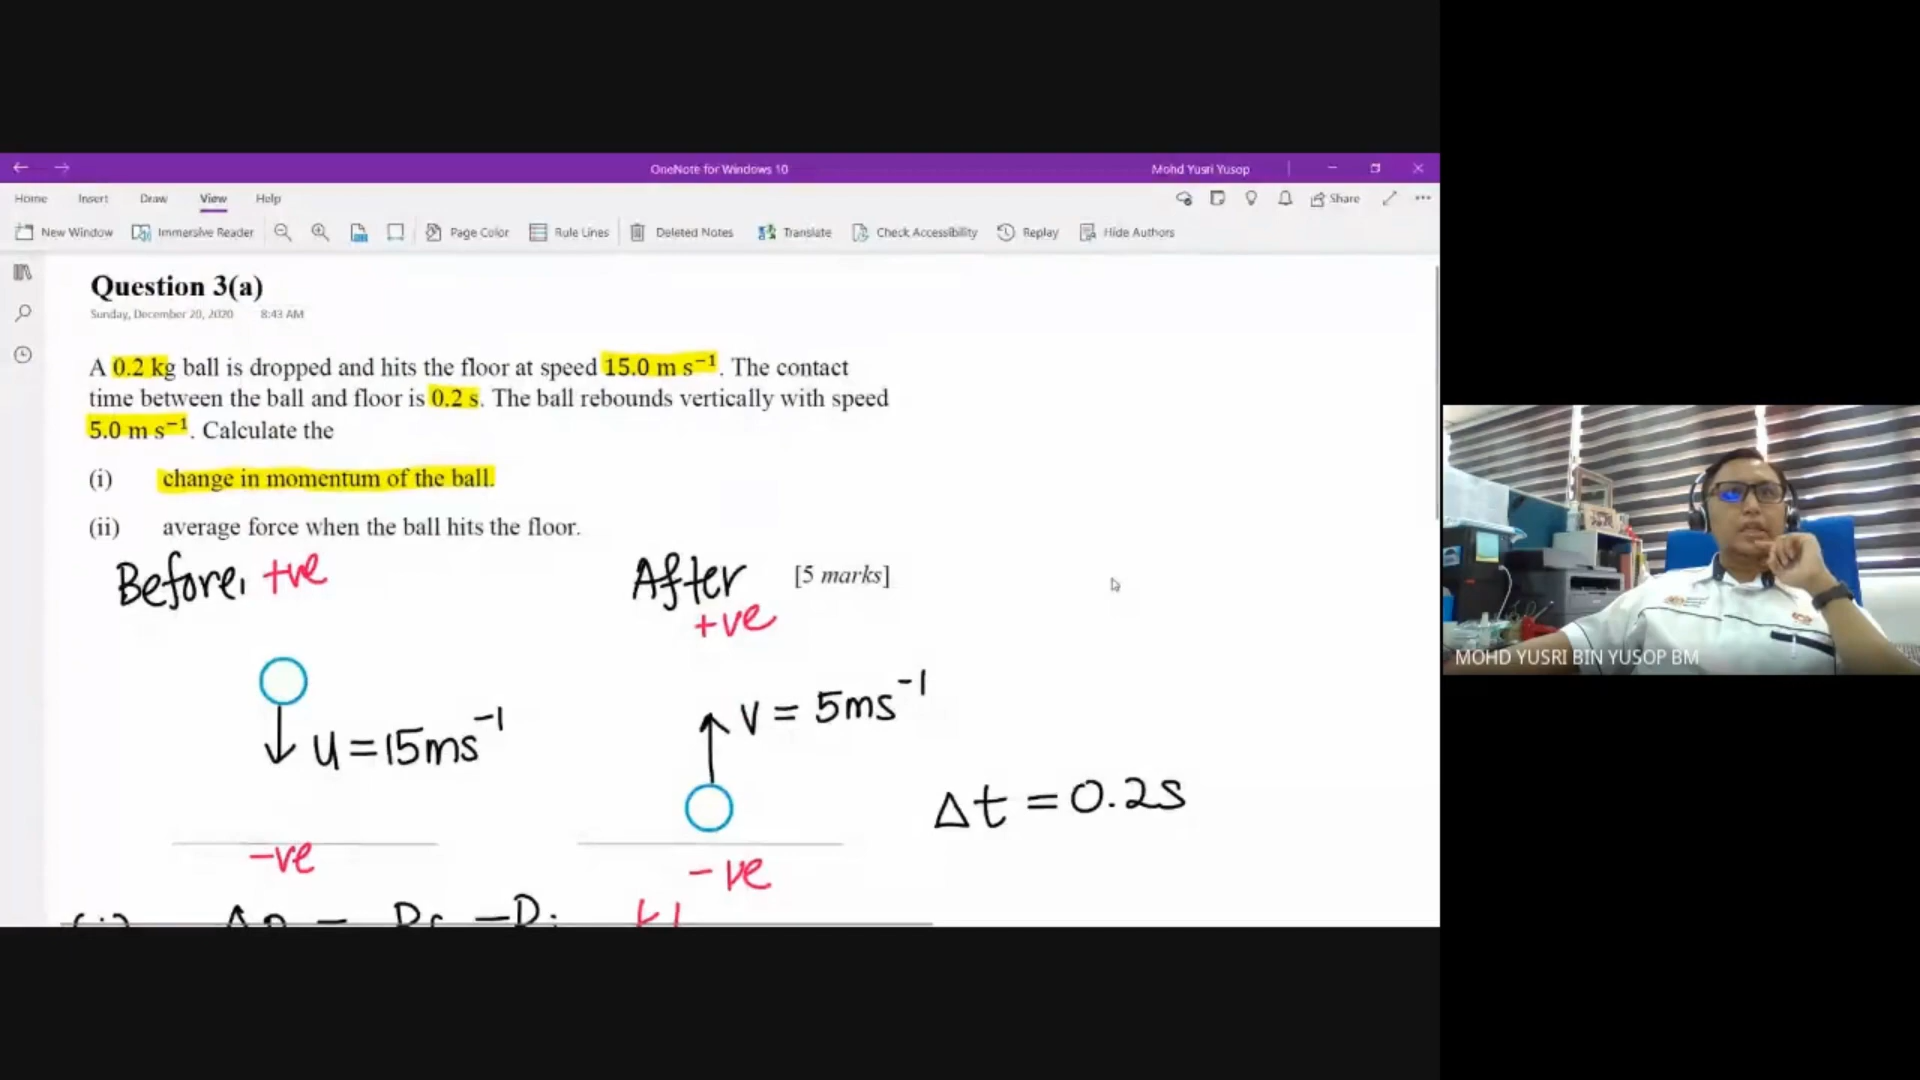 OneNote for Windows 10
Mohd Yusri Yusop
Home Insert Draw View Help
Share
New Window Immersive Reader Page Color Rule Lines Deleted Notes Translate Check Accessibility Replay Hide Authors
Question 3(a)
Sunday, December 20, 2020 8:43 AM
A 0.2 kg ball is dropped and hits the floor at speed 15.0 m s⁻¹. The contact
time between the ball and floor is 0.2 s. The ball rebounds vertically with speed
5.0 m s⁻¹. Calculate the
(i) change in momentum of the ball.
(ii) average force when the ball hits the floor.
[5 marks]
Before, +ve
After
+ve
u = 15ms⁻¹
v = 5ms⁻¹
Δt = 0.2s
-ve
-ve
MOHD YUSRI BIN YUSOP BM